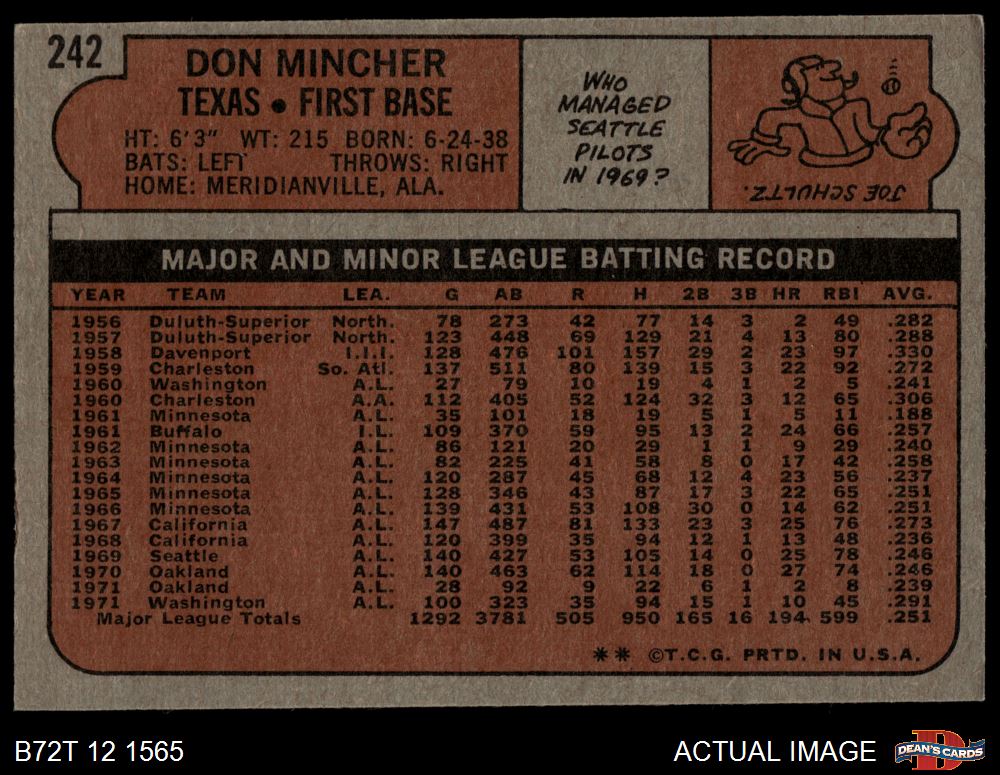 242
DON MINCHER
TEXAS • FIRST BASE
HT: 6'3" WT: 215 BORN: 6-24-38
BATS: LEFT THROWS: RIGHT
HOME: MERIDIANVILLE, ALA.
WHO
MANAGED
SEATTLE
PILOTS
IN 1969?
JOE SCHULTZ.
MAJOR AND MINOR LEAGUE BATTING RECORD
YEAR TEAM LEA. G AB R H 2B 3B HR RBI AVG.
1956 Duluth-Superior North. 78 273 42 77 14 3 2 49 .282
1957 Duluth-Superior North. 123 448 69 129 21 4 13 80 .288
1958 Davenport I.I.I. 128 476 101 157 29 2 23 97 .330
1959 Charleston So. Atl. 137 511 80 139 15 3 22 92 .272
1960 Washington A.L. 27 79 10 19 4 1 2 5 .241
1960 Charleston A.A. 112 405 52 124 32 3 12 65 .306
1961 Minnesota A.L. 35 101 18 19 5 1 5 11 .188
1961 Buffalo I.L. 109 370 59 95 13 2 24 66 .257
1962 Minnesota A.L. 86 121 20 29 1 1 9 29 .240
1963 Minnesota A.L. 82 225 41 58 8 0 17 42 .258
1964 Minnesota A.L. 120 287 45 68 12 4 23 56 .237
1965 Minnesota A.L. 128 346 43 87 17 3 22 65 .251
1966 Minnesota A.L. 139 431 53 108 30 0 14 62 .251
1967 California A.L. 147 487 81 133 23 3 25 76 .273
1968 California A.L. 120 399 35 94 12 1 13 48 .236
1969 Seattle A.L. 140 427 53 105 14 0 25 78 .246
1970 Oakland A.L. 140 463 62 114 18 0 27 74 .246
1971 Oakland A.L. 28 92 9 22 6 1 2 8 .239
1971 Washington A.L. 100 323 35 94 15 1 10 45 .291
Major League Totals 1292 3781 505 950 165 16 194 599 .251
** ©T.C.G. PRTD. IN U.S.A.
B72T 12 1565 ACTUAL IMAGE DEAN'S CARDS